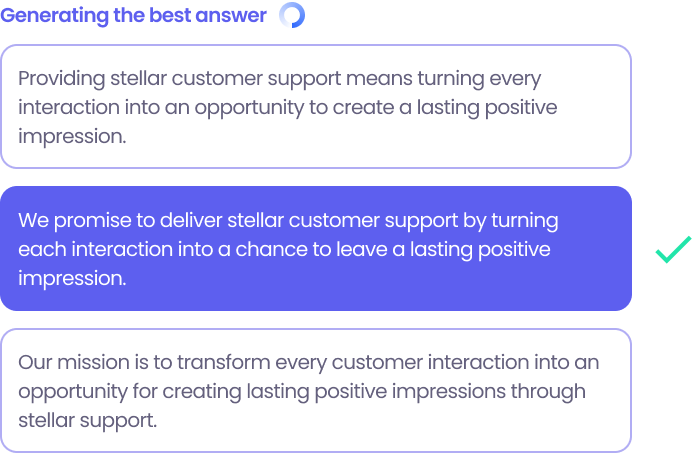 Generating the best answer
Providing stellar customer support means turning every
interaction into an opportunity to create a lasting positive
impression.
We promise to deliver stellar customer support by turning
each interaction into a chance to leave a lasting positive
impression.
Our mission is to transform every customer interaction into an
opportunity for creating lasting positive impressions through
stellar support.